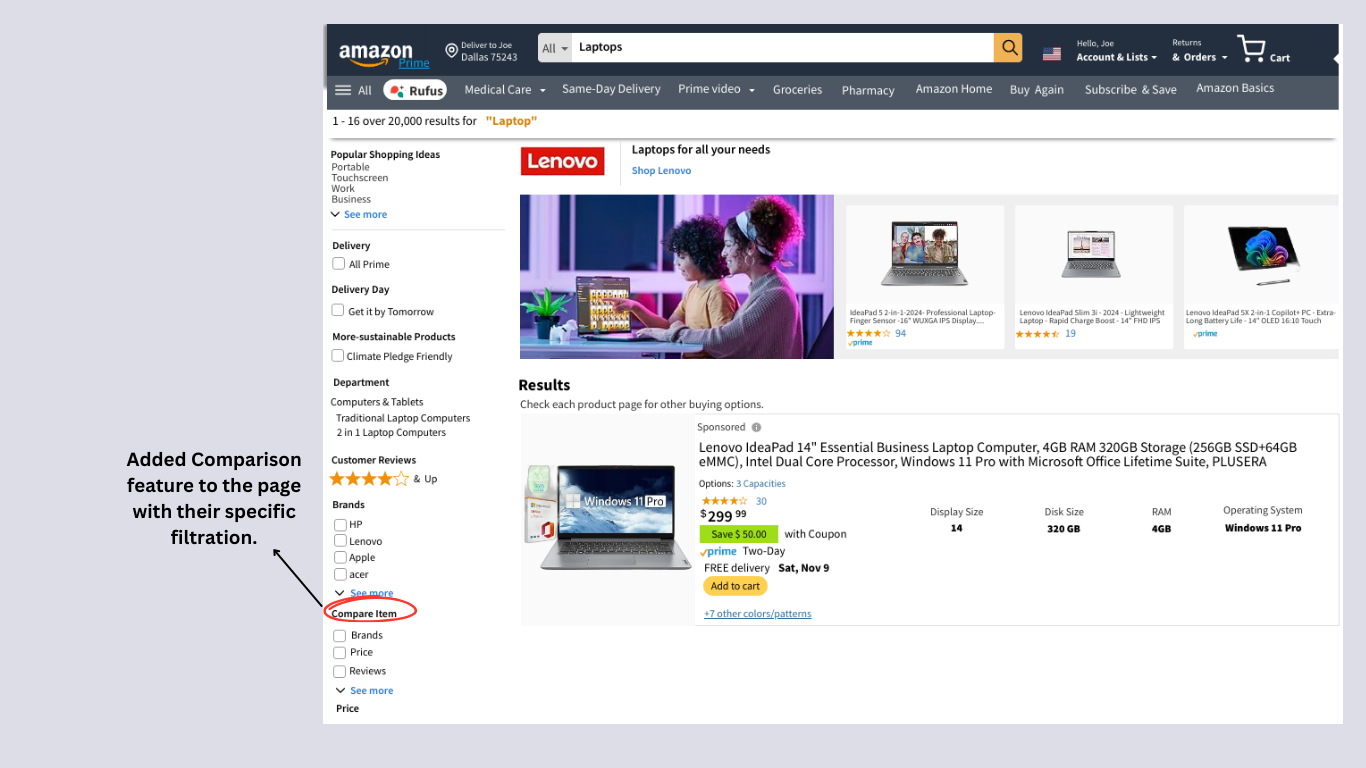 amazon
Prime
Deliver to Joe
Dallas 75243
All
Laptops
Hello, Joe
Account & Lists
Returns
& Orders
Cart
All
Rufus
Medical Care
Same-Day Delivery
Prime video
Groceries
Pharmacy
Amazon Home
Buy Again
Subscribe & Save
Amazon Basics
1 - 16 over 20,000 results for "Laptop"
Popular Shopping Ideas
Portable
Touchscreen
Work
Business
See more
Delivery
All Prime
Delivery Day
Get it by Tomorrow
More-sustainable Products
Climate Pledge Friendly
Department
Computers & Tablets
Traditional Laptop Computers
2 in 1 Laptop Computers
Customer Reviews
& Up
Brands
HP
Lenovo
Apple
acer
See more
Compare Item
Brands
Price
Reviews
See more
Price
Added Comparison
feature to the page
with their specific
filtration.
Lenovo
Laptops for all your needs
Shop Lenovo
IdeaPad 5 2-in-1-2024- Professional Laptop-
Finger Sensor -16" WUXGA IPS Display....
94
prime
Lenovo IdeaPad Slim 3i - 2024 - Lightweight
Laptop - Rapid Charge Boost - 14" FHD IPS
19
Lenovo IdeaPad 5X 2-in-1 Copilot+ PC - Extra-
Long Battery Life - 14" OLED 16:10 Touch
prime
Results
Check each product page for other buying options.
Windows 11 Pro
Sponsored
Lenovo IdeaPad 14" Essential Business Laptop Computer, 4GB RAM 320GB Storage (256GB SSD+64GB
eMMC), Intel Dual Core Processor, Windows 11 Pro with Microsoft Office Lifetime Suite, PLUSERA
Options: 3 Capacities
30
$299 99
Save $ 50.00 with Coupon
prime Two-Day
FREE delivery Sat, Nov 9
Add to cart
+7 other colors/patterns
Display Size
14
Disk Size
320 GB
RAM
4GB
Operating System
Windows 11 Pro